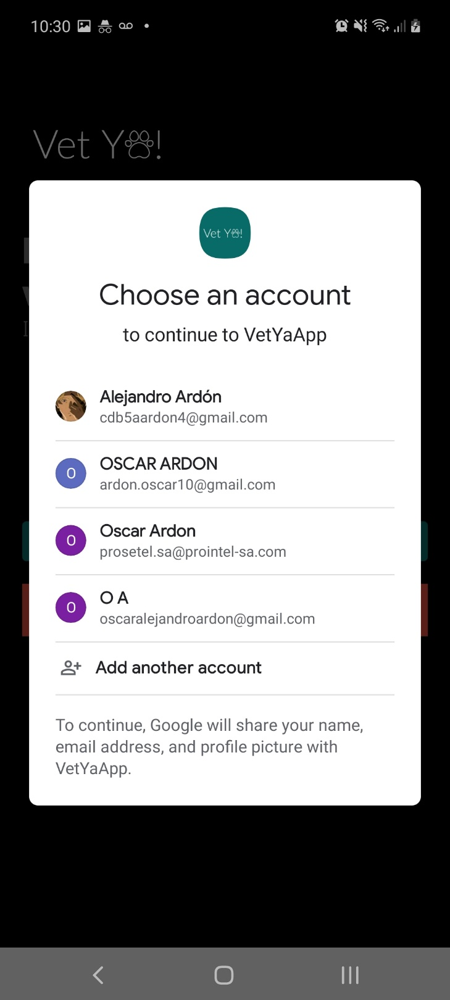 10:30
Vet Y!
Vet Y!
Choose an account
to continue to VetYaApp
Alejandro Ardón
cdb5aardon4@gmail.com
O
OSCAR ARDON
ardon.oscar10@gmail.com
O
Oscar Ardon
prosetel.sa@prointel-sa.com
O
O A
oscaralejandroardon@gmail.com
Add another account
To continue, Google will share your name,
email address, and profile picture with
VetYaApp.